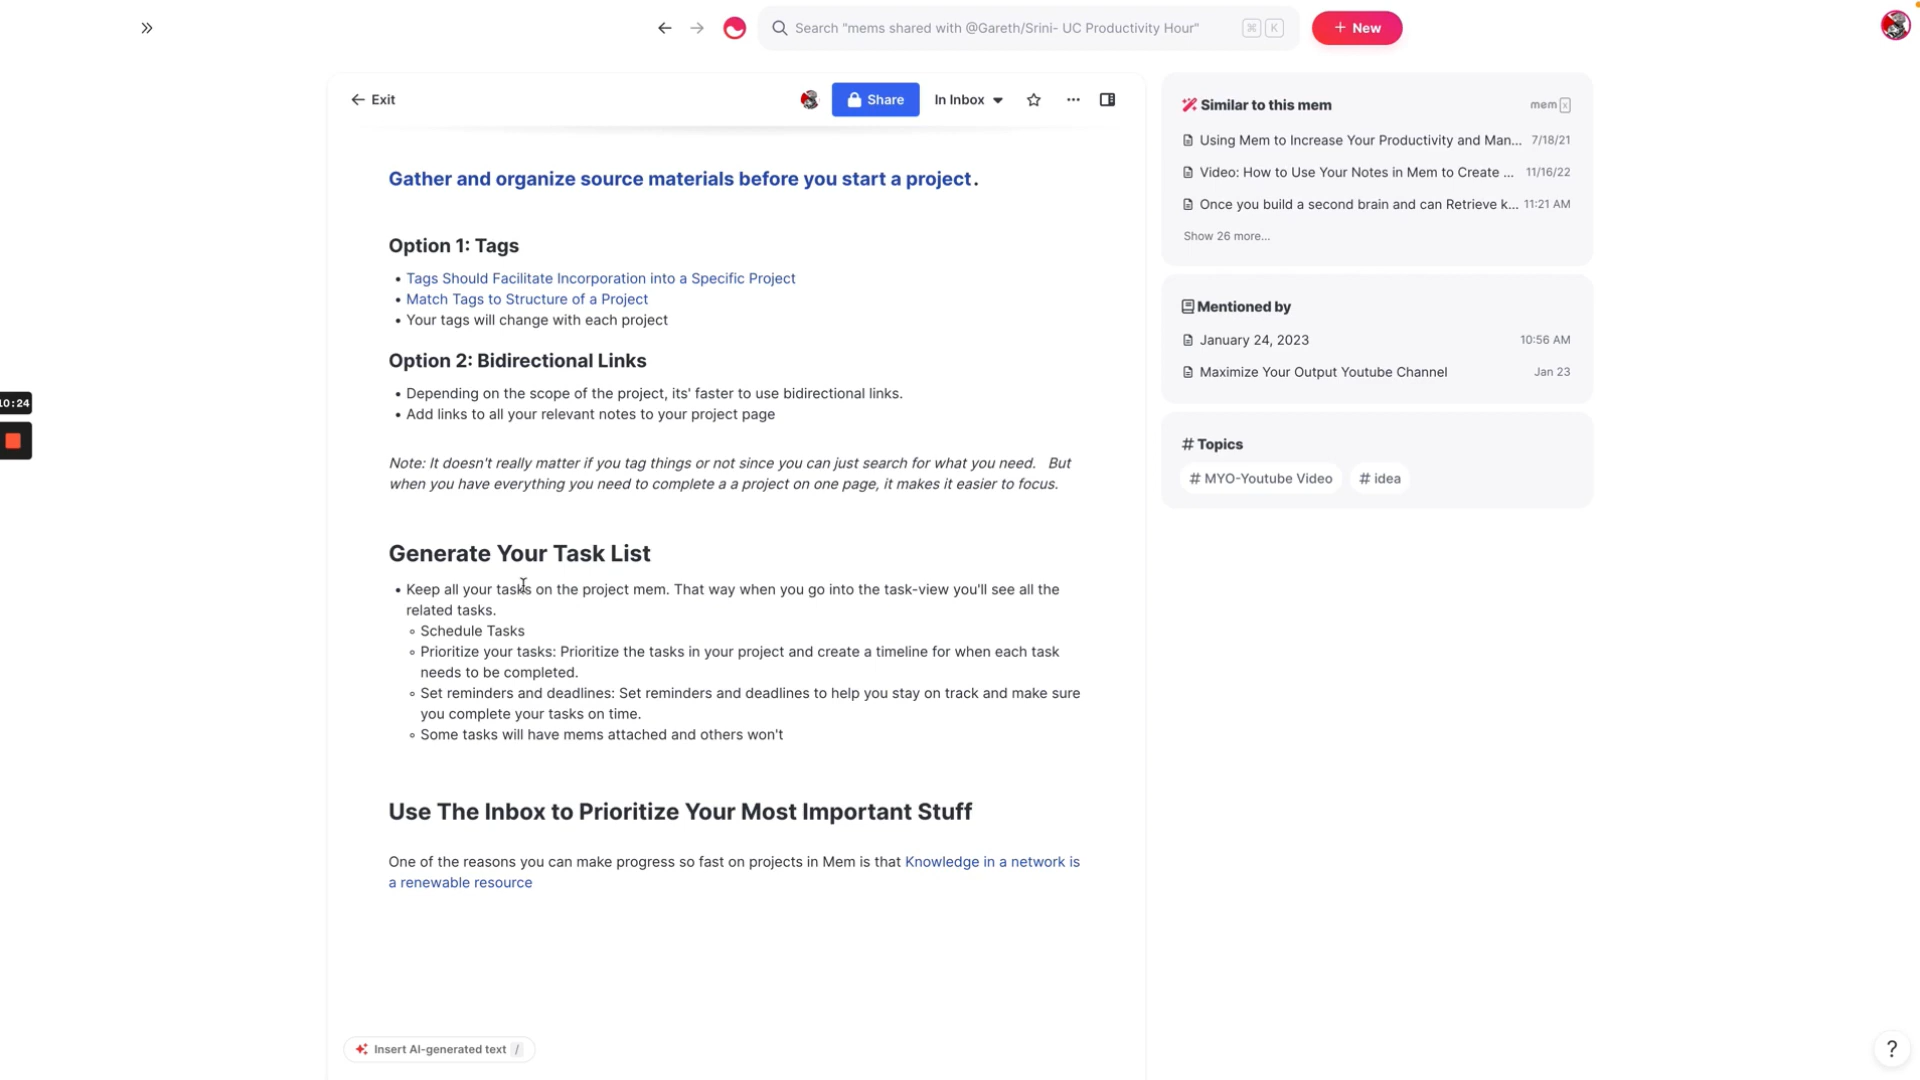 Search "mems shared with @Gareth/Srini- UC Productivity Hour"
⌘ K
+ New
Exit
Share
In Inbox
Gather and organize source materials before you start a project.
Option 1: Tags
• Tags Should Facilitate Incorporation into a Specific Project
• Match Tags to Structure of a Project
• Your tags will change with each project
Option 2: Bidirectional Links
• Depending on the scope of the project, its' faster to use bidirectional links.
• Add links to all your relevant notes to your project page
Note: It doesn't really matter if you tag things or not since you can just search for what you need. But
when you have everything you need to complete a a project on one page, it makes it easier to focus.
Generate Your Task List
• Keep all your tasks on the project mem. That way when you go into the task-view you'll see all the
related tasks.
◦ Schedule Tasks
◦ Prioritize your tasks: Prioritize the tasks in your project and create a timeline for when each task
needs to be completed.
◦ Set reminders and deadlines: Set reminders and deadlines to help you stay on track and make sure
you complete your tasks on time.
◦ Some tasks will have mems attached and others won't
Use The Inbox to Prioritize Your Most Important Stuff
One of the reasons you can make progress so fast on projects in Mem is that Knowledge in a network is
a renewable resource
Insert AI-generated text /
10:24
Similar to this mem
mem x
Using Mem to Increase Your Productivity and Man... 7/18/21
Video: How to Use Your Notes in Mem to Create ... 11/16/22
Once you build a second brain and can Retrieve k... 11:21 AM
Show 26 more...
Mentioned by
January 24, 2023 10:56 AM
Maximize Your Output Youtube Channel Jan 23
# Topics
# MYO-Youtube Video # idea
?